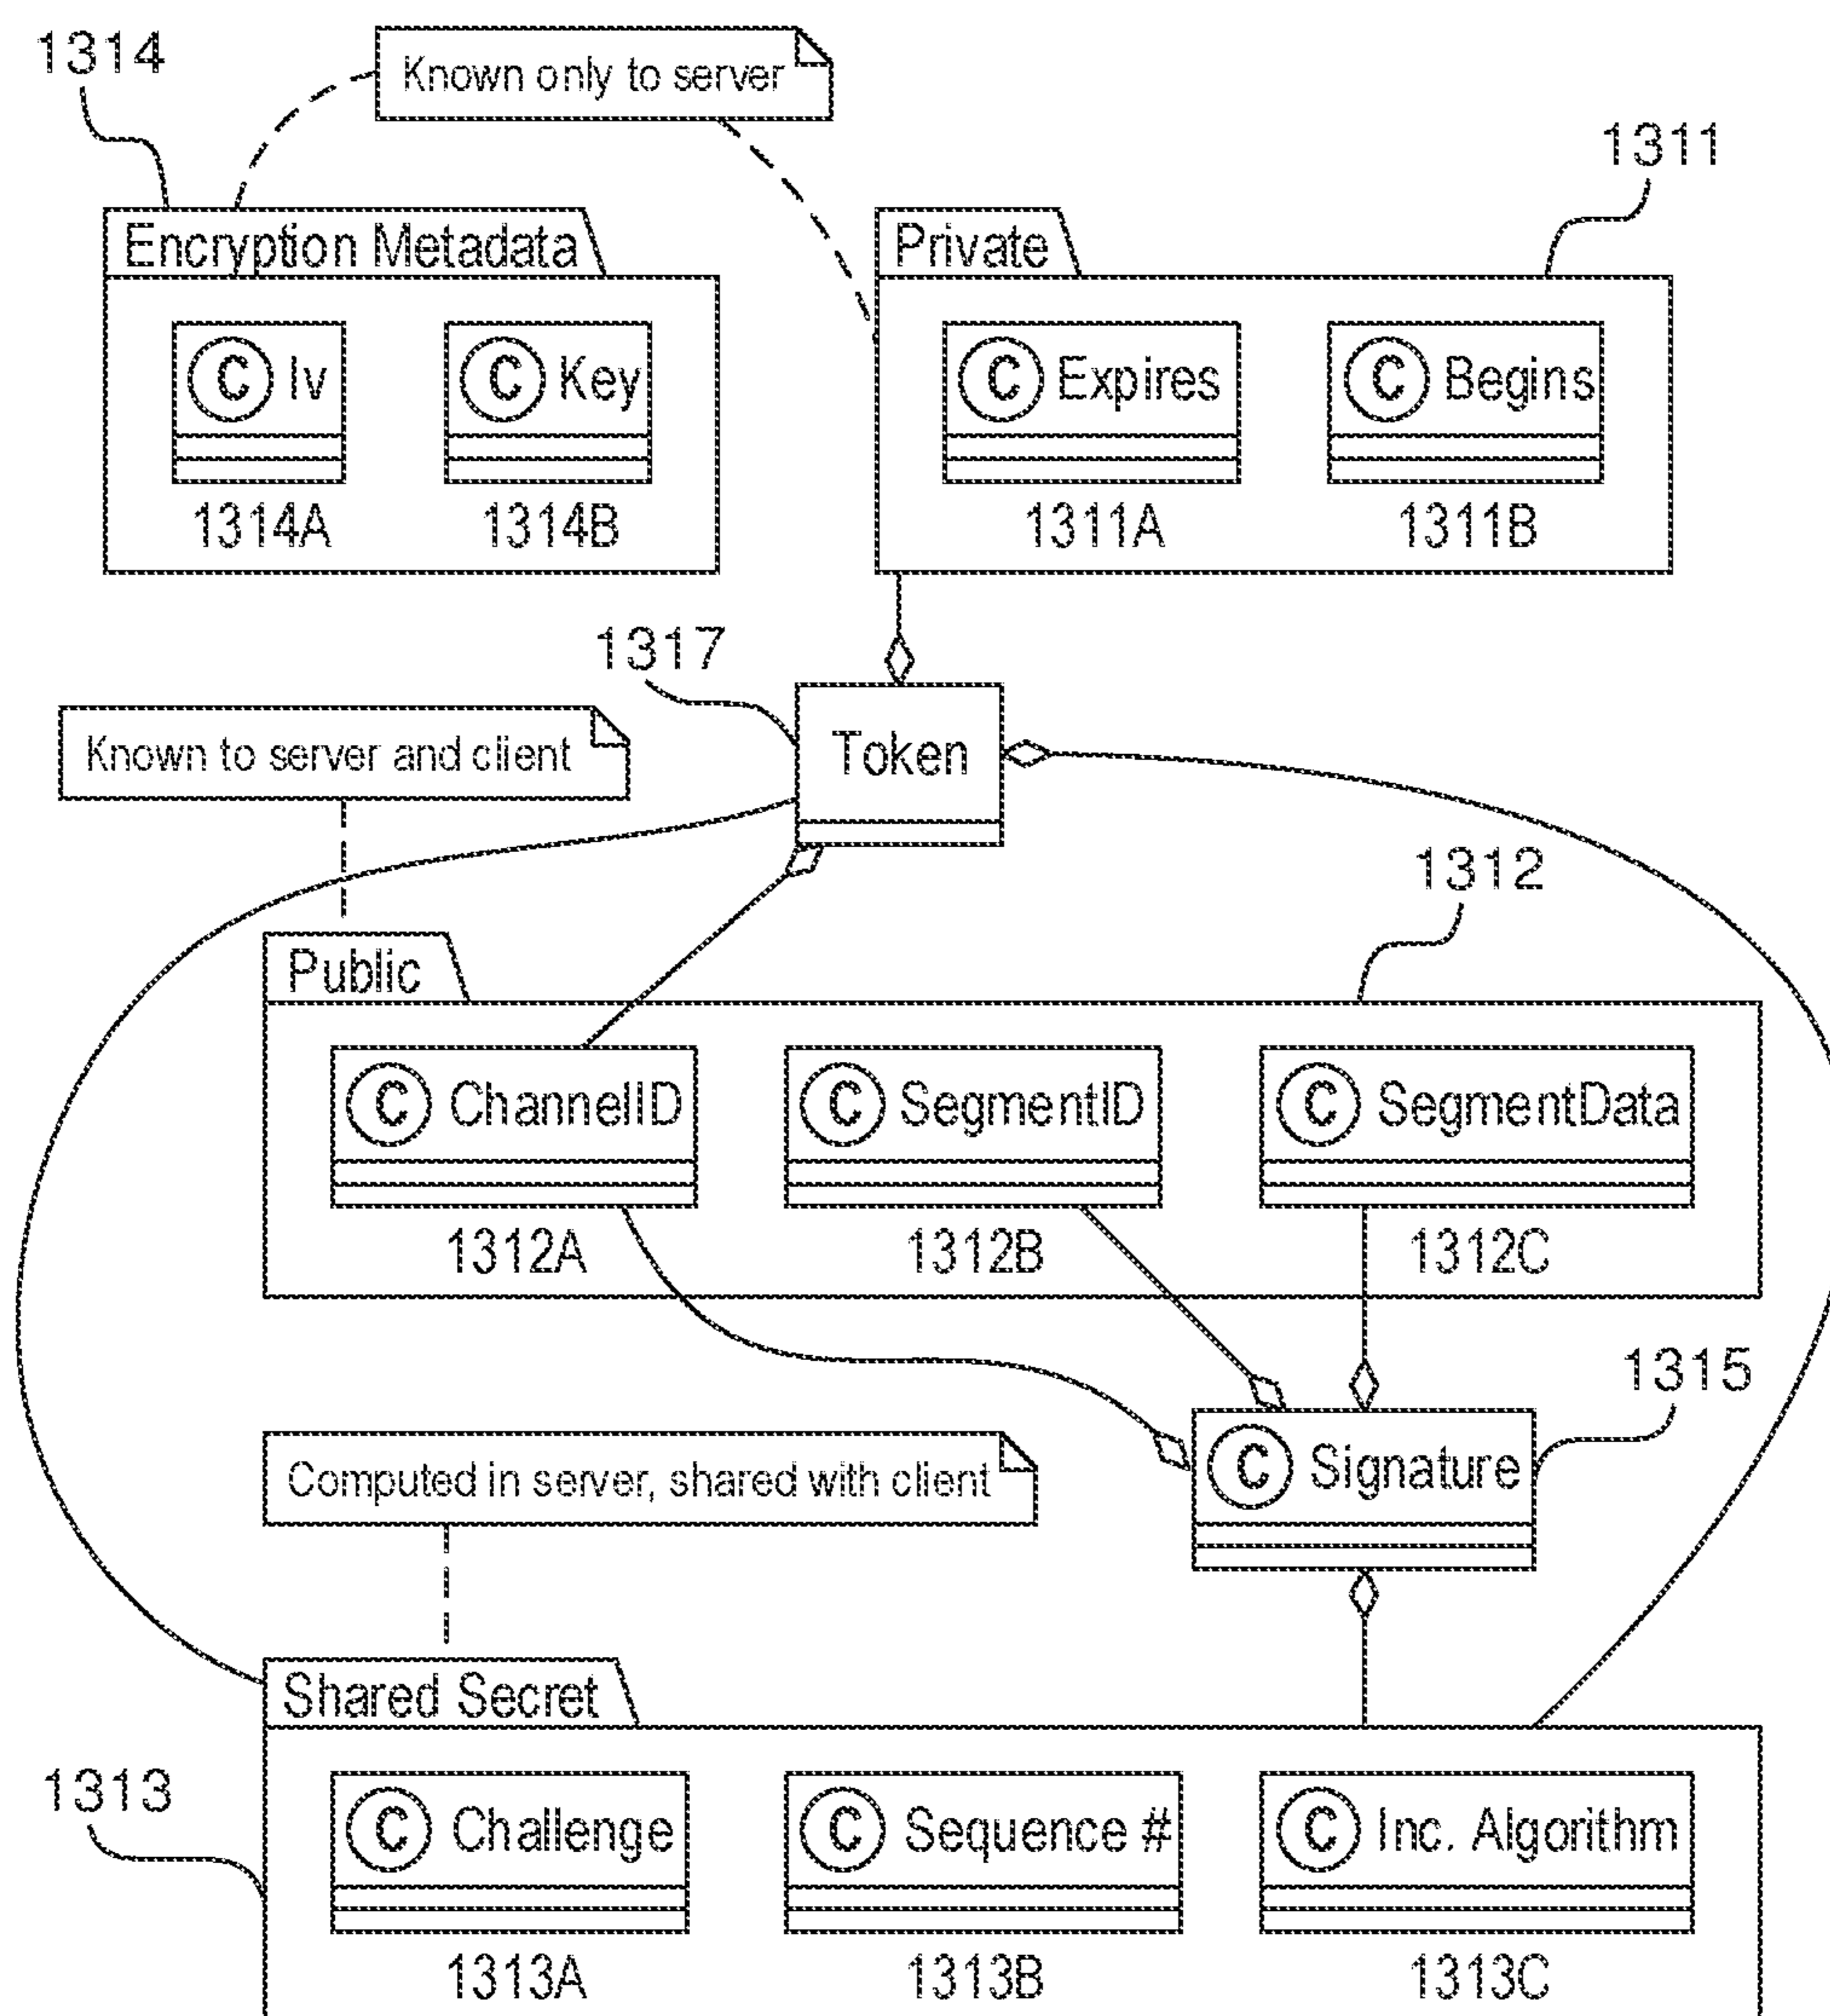 1314
Known only to server
1311
Encryption Metadata
Private
C Iv
C Key
C Expires
C Begins
1314A
1314B
1311A
1311B
1317
Known to server and client
Token
1312
Public
C ChannelID
C SegmentID
C SegmentData
1312A
1312B
1312C
1315
Computed in server, shared with client
C Signature
Shared Secret
1313
C Challenge
C Sequence #
C Inc. Algorithm
1313A
1313B
1313C